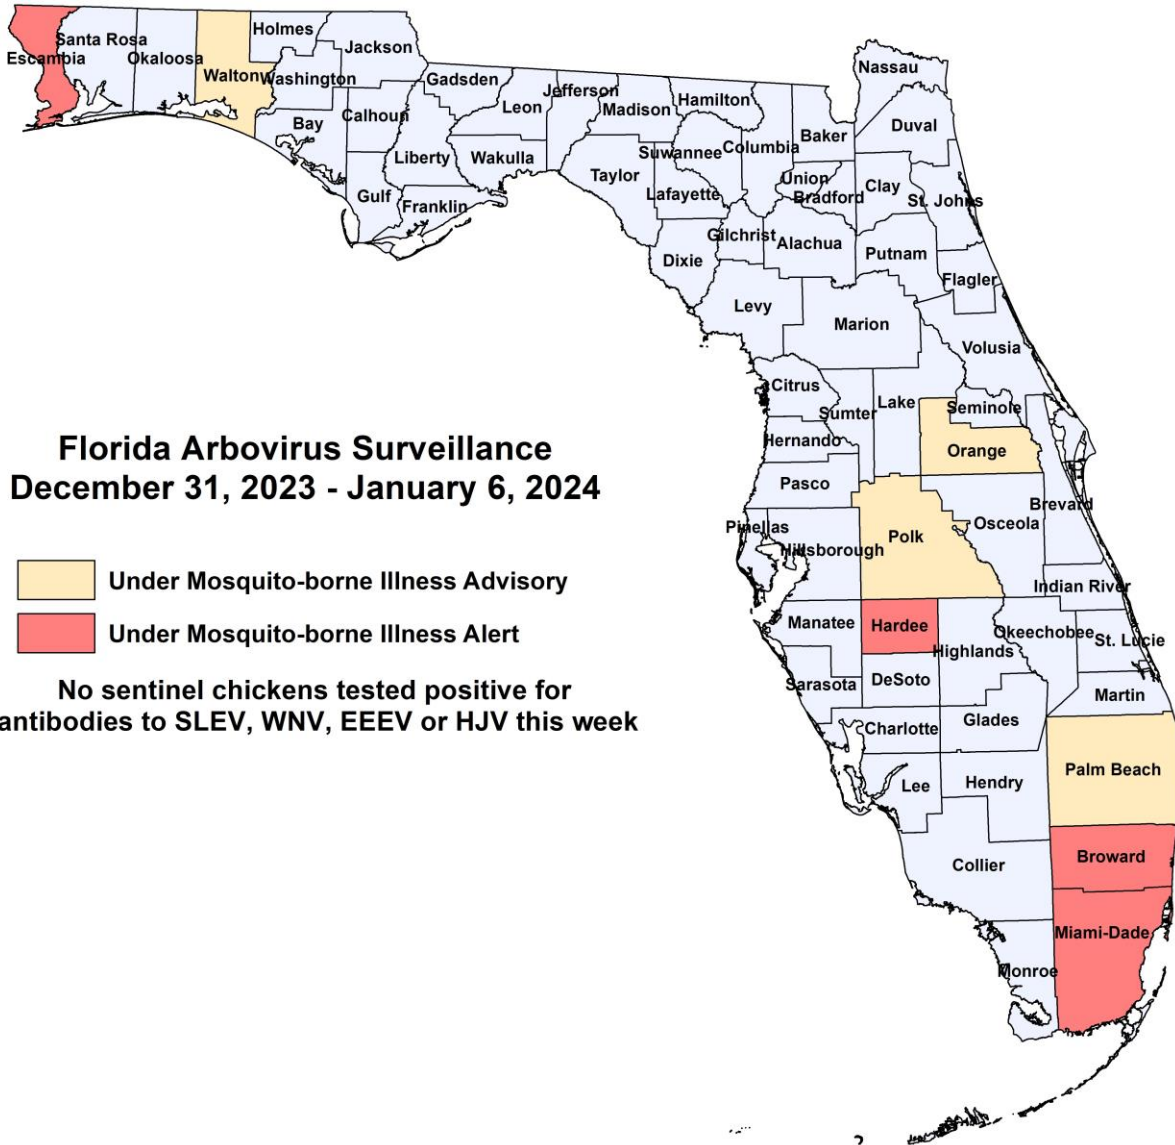 Holmes
Santa Rosa
Jackson
Escambia
Okaloosa
Walton
Washington
Nassau
Gadsden
Jefferson
Leon
Madison
Hamilton
Calhoun
Bay
Baker
Duval
Suwannee
Columbia
Liberty
Wakulla
Taylor
Union
Clay
Lafayette
Bradford
St. Johns
Gulf
Franklin
Gilchrist
Alachua
Putnam
Dixie
Flagler
Levy
Marion
Volusia
Citrus
Lake
Seminole
Sumter
Hernando
Orange
Florida Arbovirus Surveillance
December 31, 2023 - January 6, 2024
Pasco
Brevard
Pinellas
Osceola
Polk
Hillsborough
Under Mosquito-borne Illness Advisory
Indian River
Manatee
Hardee
Under Mosquito-borne Illness Alert
Okeechobee
St. Lucie
Highlands
DeSoto
Sarasota
No sentinel chickens tested positive for
antibodies to SLEV, WNV, EEEV or HJV this week
Martin
Glades
Charlotte
Palm Beach
Lee
Hendry
Broward
Collier
Miami-Dade
Monroe